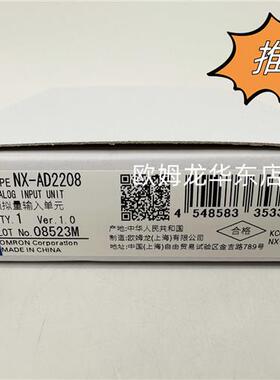 推
TYPE NX-AD2208
ANALOG INPUT UNIT
模拟量输入单元
QTY. 1 Ver.1.0
LOT No. 08523M
OMRON Corporation
MADE IN CHINA
欧姆龙华东店
4 548583 353
产地:中华人民共和国
制造:欧姆龙(上海)有限公司
地址:中国(上海)自由贸易试验区金吉路789号
合格
KC
NX-